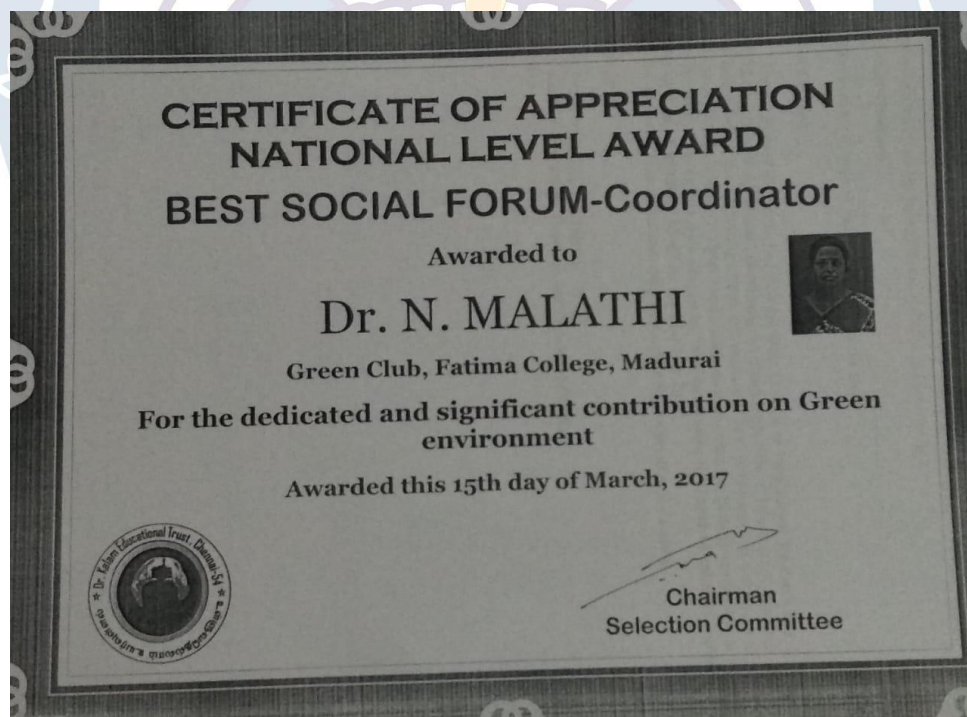 CERTIFICATE OF APPRECIATION
NATIONAL LEVEL AWARD
BEST SOCIAL FORUM-Coordinator
Awarded to
Dr. N. MALATHI
Green Club, Fatima College, Madurai
For the dedicated and significant contribution on Green
environment
Awarded this 15th day of March, 2017
Dr. Kalam Educational Trust, Chennai-54
Chairman
Selection Committee